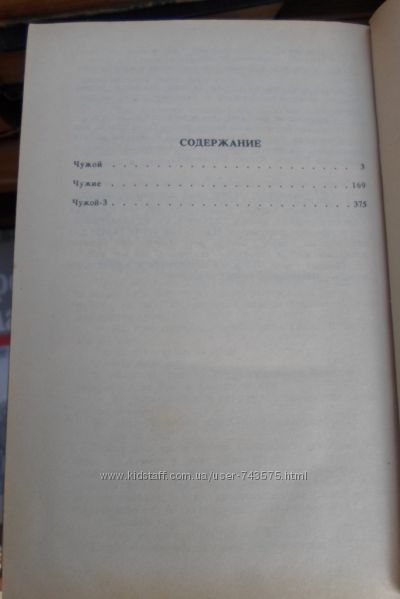 СОДЕРЖАНИЕ
Чужой . . . . . . . . . . . . . . . . . . . . . . . 3
Чужие . . . . . . . . . . . . . . . . . . . . . . 169
Чужой-3 . . . . . . . . . . . . . . . . . . . . . 375
www.kidstaff.com.ua/user-743575.html